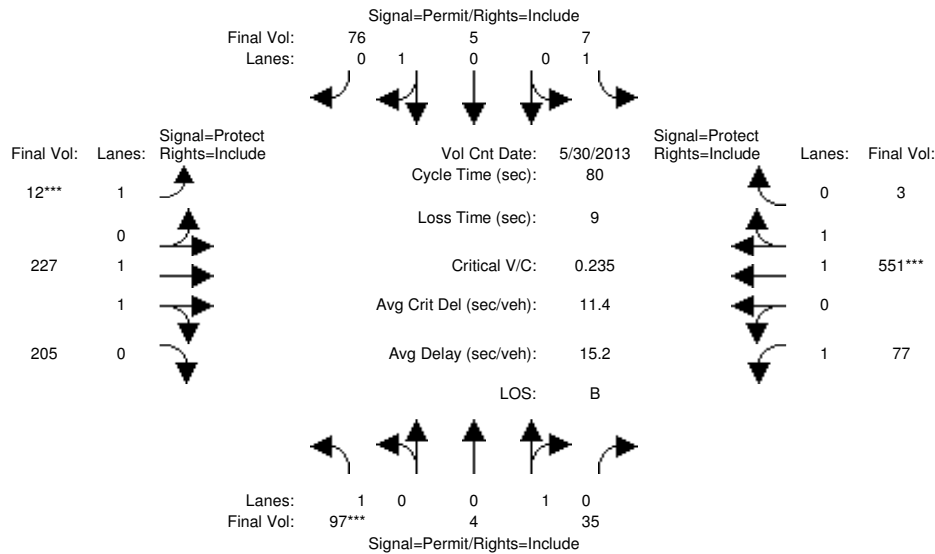 Signal=Permit/Rights=Include
Final Vol: 76 5 7
Lanes: 0 1 0 0 1
Signal=Protect Signal=Protect
Final Vol: Lanes: Rights=Include Vol Cnt Date: 5/30/2013 Rights=Include Lanes: Final Vol:
Cycle Time (sec): 80
12*** 1 0 3
Loss Time (sec): 9
0 1
227 1 Critical V/C: 0.235 1 551***
1 Avg Crit Del (sec/veh): 11.4 0
205 0 Avg Delay (sec/veh): 15.2 1 77
LOS: B
Lanes: 1 0 0 1 0
Final Vol: 97*** 4 35
Signal=Permit/Rights=Include